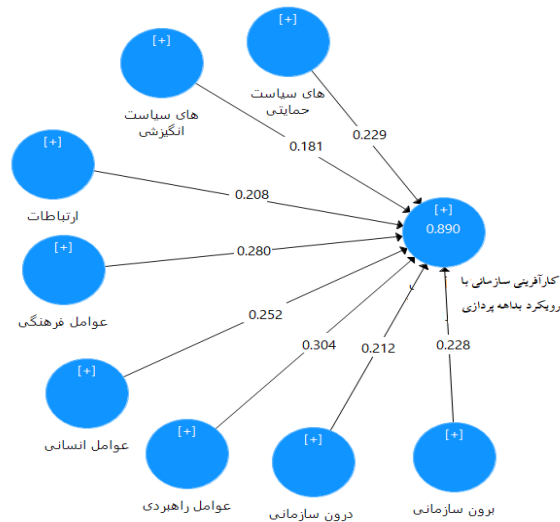 [+]
های سیاست
حمایتی
[+]
های سیاست
انگیزشی
0.229
0.181
[+]
ارتباطات
0.208
[+]
0.890
کارآفرینی سازمانی با
رویکرد بداهه پردازی
[+]
عوامل فرهنگی
0.280
0.252
0.304
0.212
0.228
[+]
عوامل انسانی
[+]
عوامل راهبردی
[+]
درون سازمانی
[+]
برون سازمانی